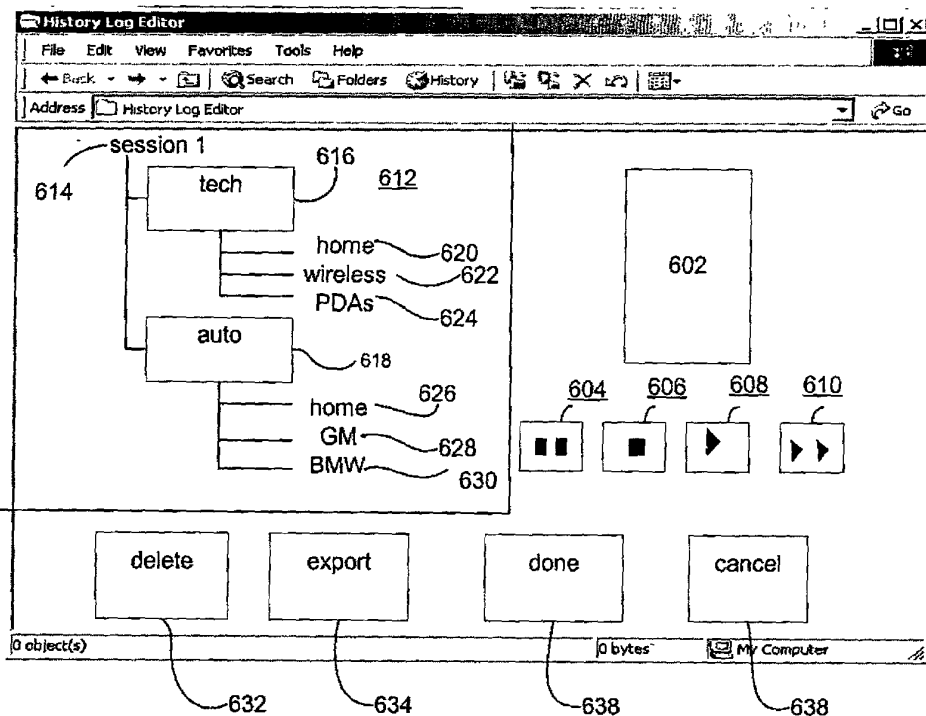 History Log Editor
File Edit View Favorites Tools Help
Back Search Folders History
Address History Log Editor Go
session 1
614
616
612
tech
home 620
wireless 622
PDAs 624
auto
618
home 626
GM 628
BMW 630
602
604 606 608 610
delete export done cancel
0 object(s) 0 bytes My Computer
632 634 638 638